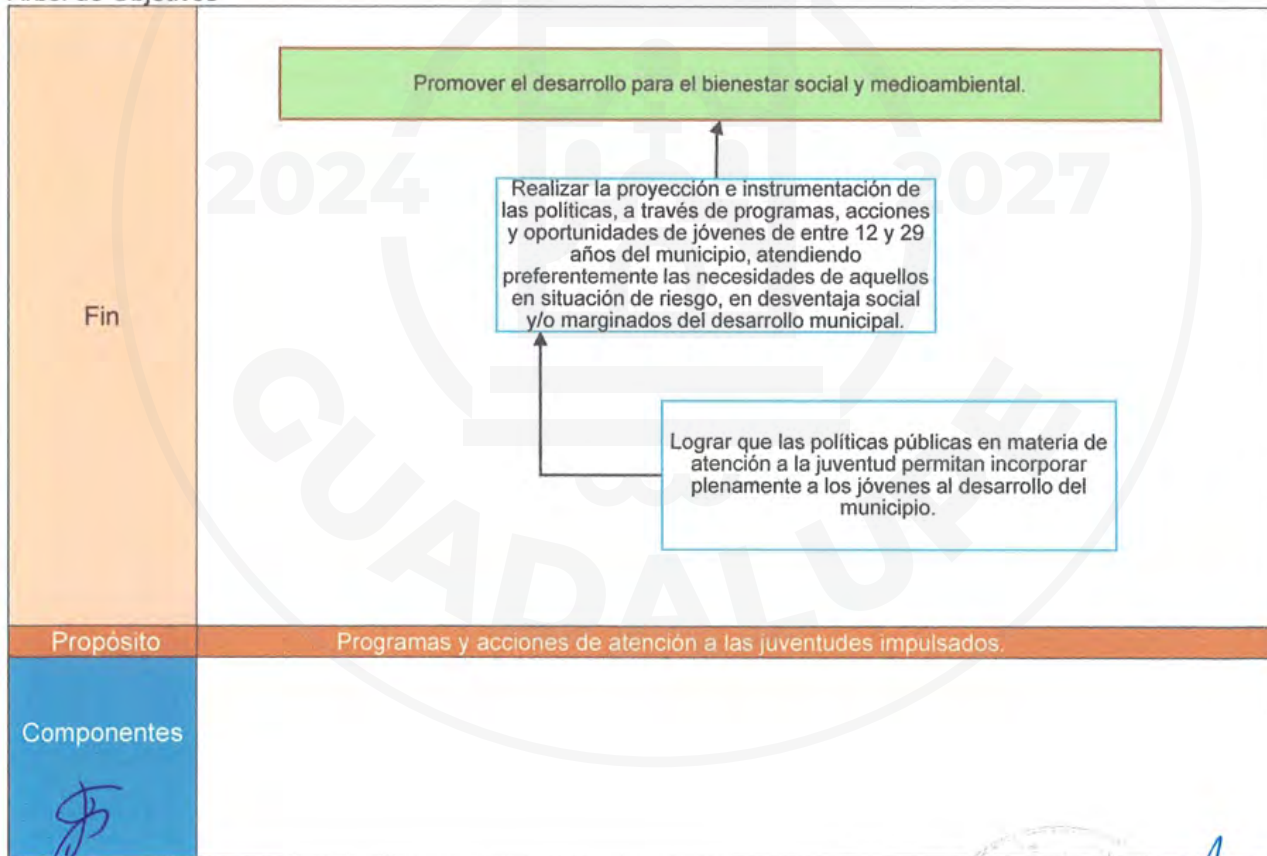 Promover el desarrollo para el bienestar social y medioambiental.
2024
2027
Realizar la proyección e instrumentación de
las políticas, a través de programas, acciones
y oportunidades de jóvenes de entre 12 y 29
años del municipio, atendiendo
preferentemente las necesidades de aquellos
en situación de riesgo, en desventaja social
y/o marginados del desarrollo municipal.
Fin
Lograr que las políticas públicas en materia de
atención a la juventud permitan incorporar
plenamente a los jóvenes al desarrollo del
municipio.
GUADALUPE
Propósito
Programas y acciones de atención a las juventudes impulsados.
Componentes